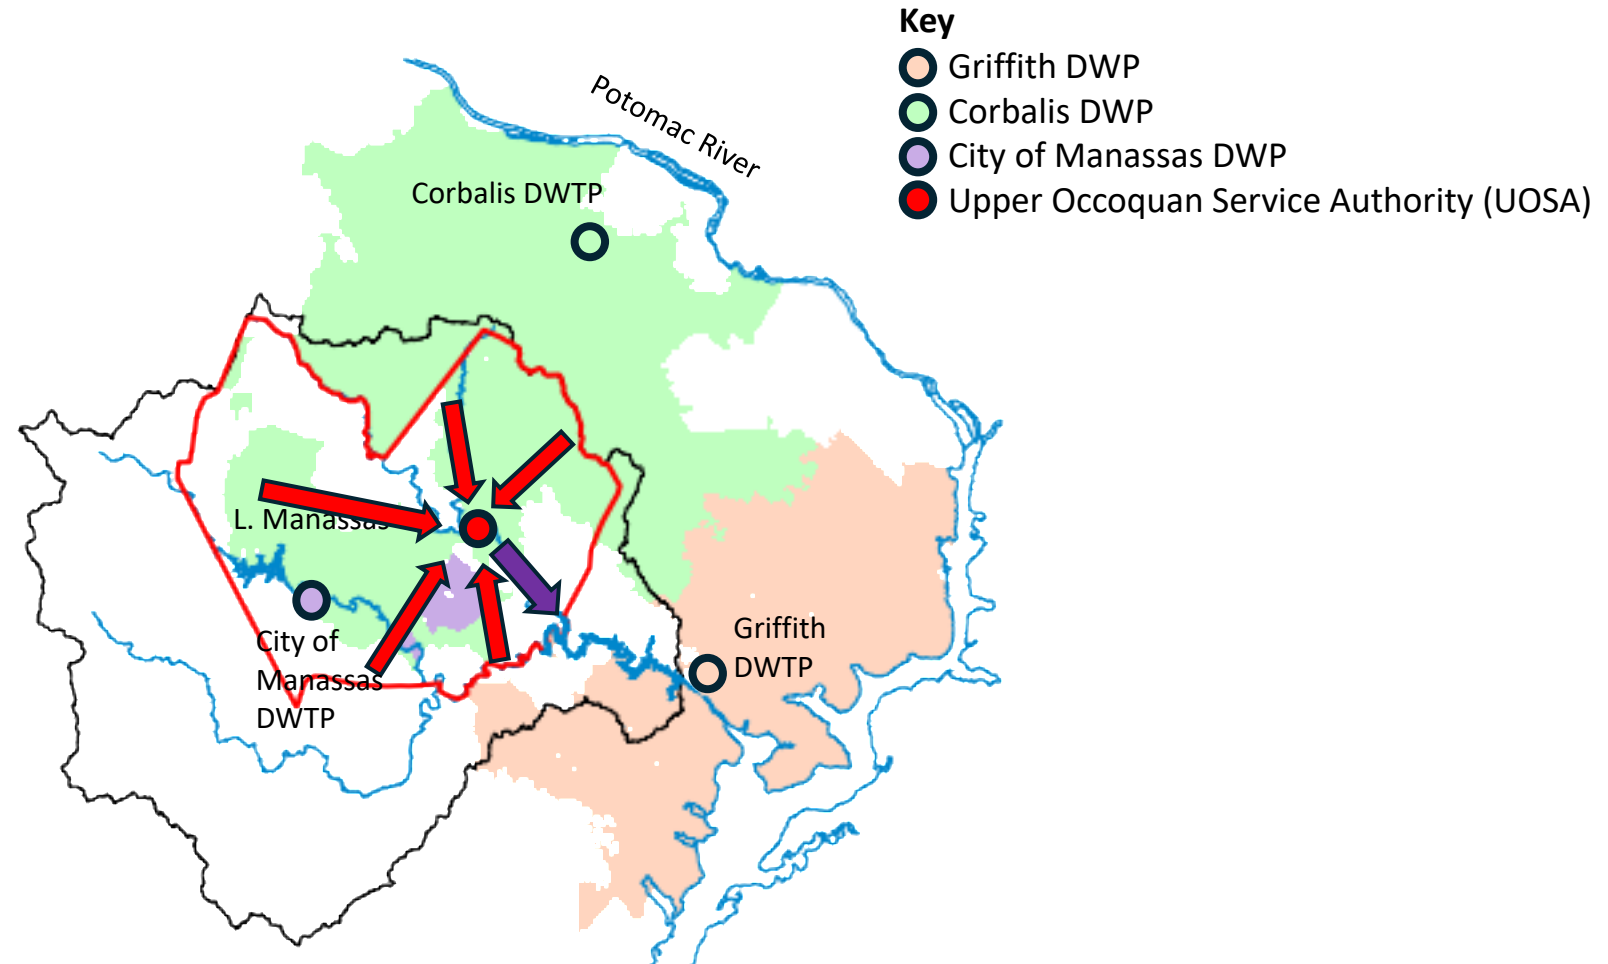 Key
Griffith DWP
Corbalis DWP
City of Manassas DWP
Upper Occoquan Service Authority (UOSA)
Potomac River
Corbalis DWTP
L. Manassas
City of
Manassas
DWTP
Griffith
DWTP